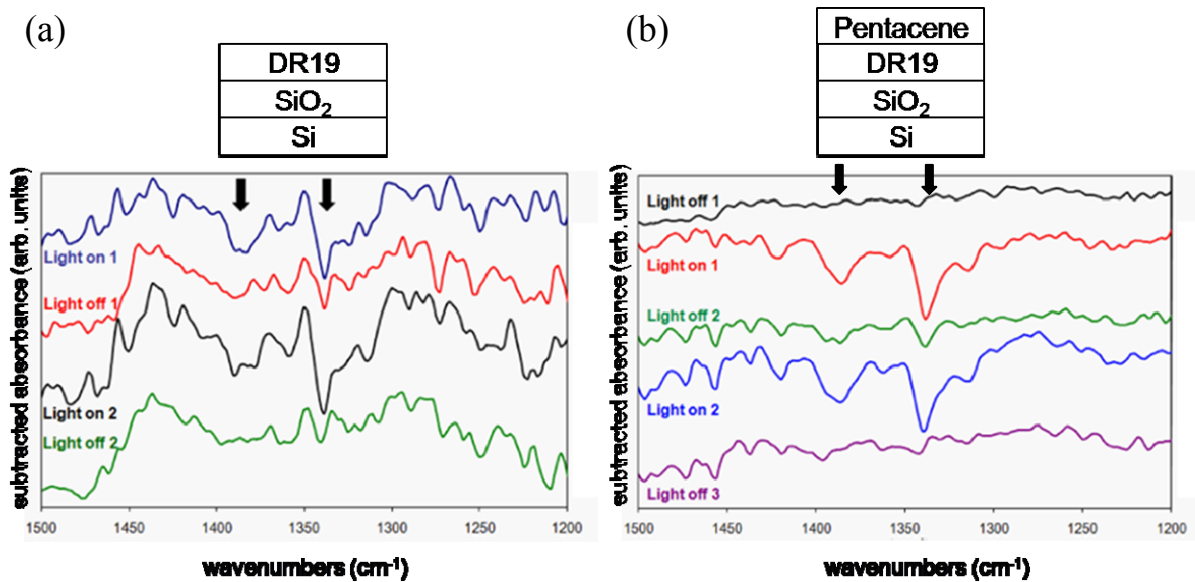 (a)
DR19
SiO₂
Si
subtracted absorbance (arb. units)
Light on 1
Light off 1
Light on 2
Light off 2
1500 1450 1400 1350 1300 1250 1200
wavenumbers (cm⁻¹)
(b)
Pentacene
DR19
SiO₂
Si
subtracted absorbance (arb. units)
Light off 1
Light on 1
Light off 2
Light on 2
Light off 3
1500 1450 1400 1350 1300 1250 1200
wavenumbers (cm⁻¹)